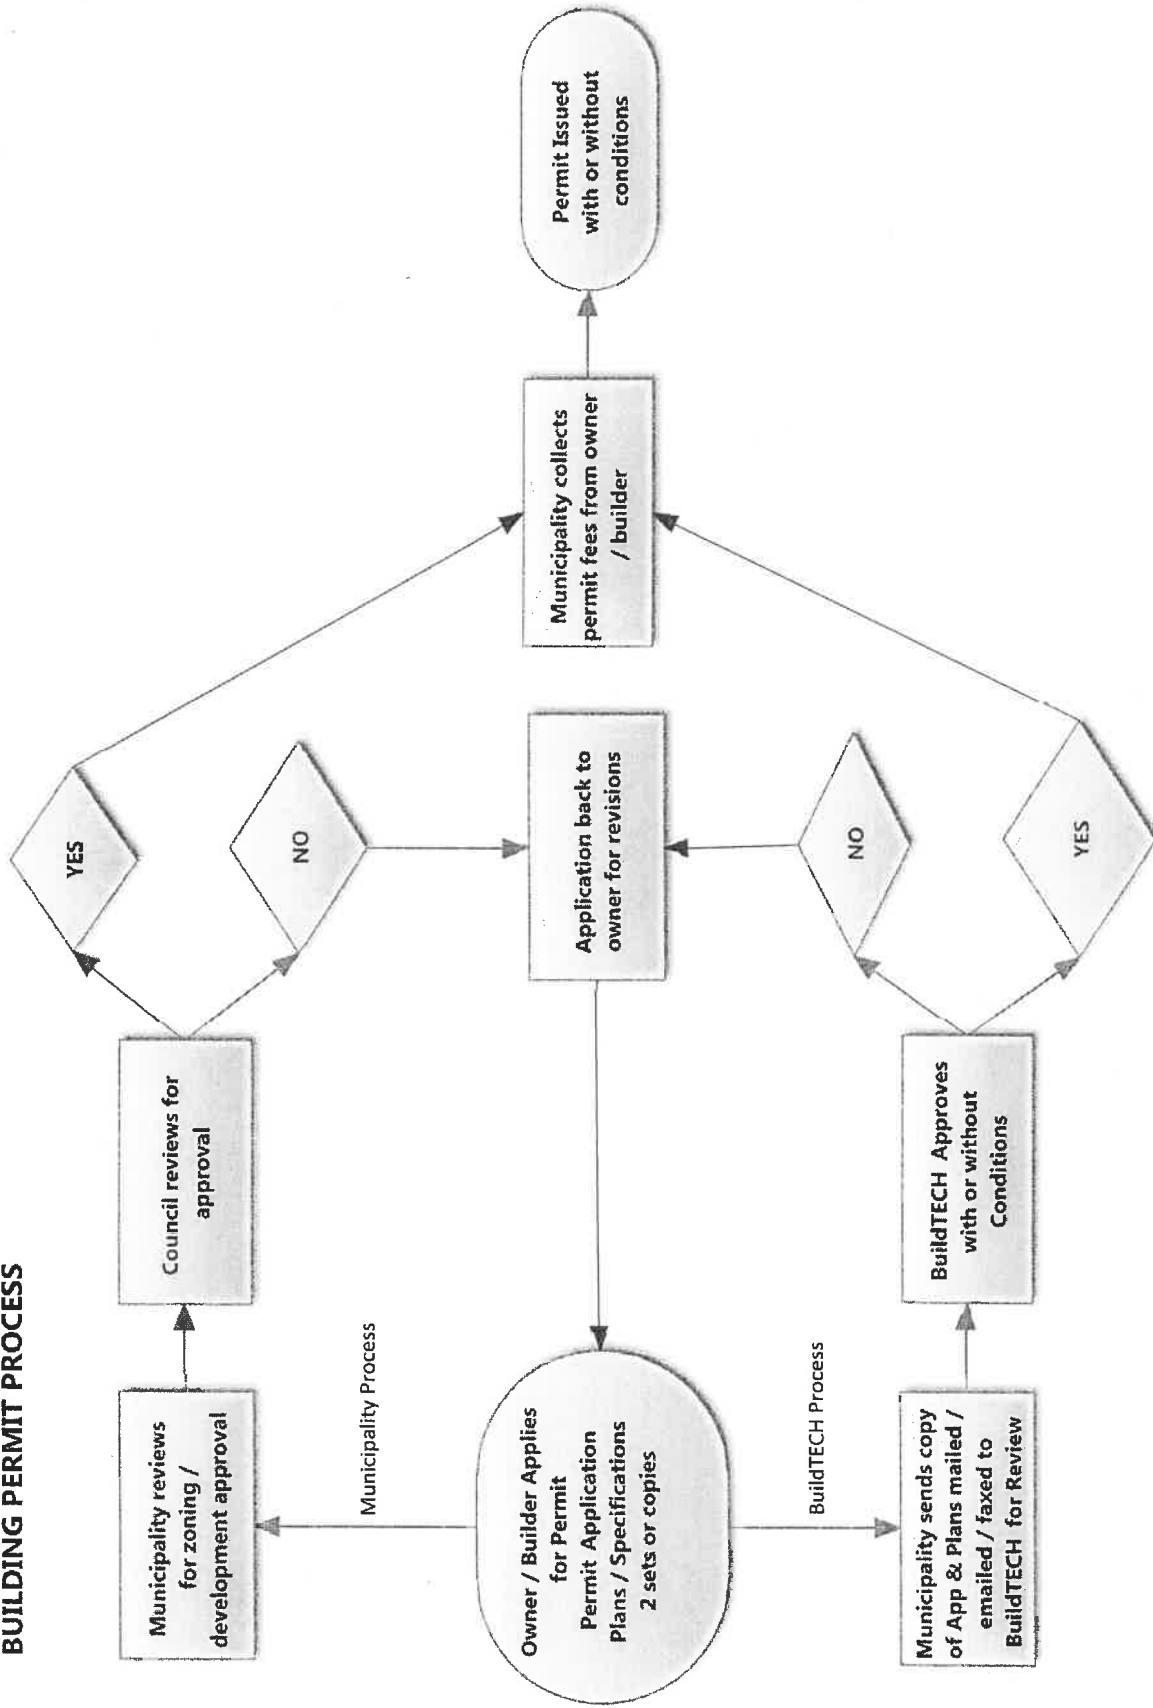 BUILDING PERMIT PROCESS
Municipality reviews
for zoning /
development approval
Council reviews for
approval
YES
NO
Municipality Process
Owner / Builder Applies
for Permit
Permit Application
Plans / Specifications
2 sets or copies
Application back to
owner for revisions
Municipality collects
permit fees from owner
/ builder
Permit Issued
with or without
conditions
BuildTECH Process
Municipality sends copy
of App & Plans mailed /
emailed / faxed to
BuildTECH for Review
BuildTECH Approves
with or without
Conditions
NO
YES